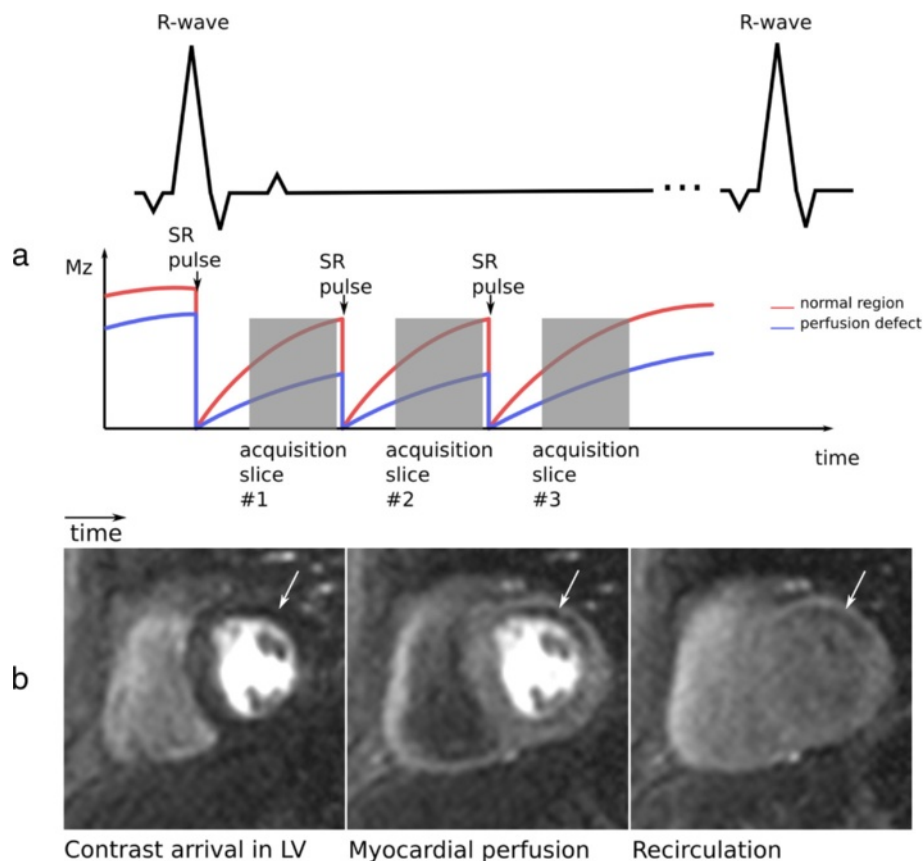 R-wave R-wave
a
Mz
SR
pulse
SR
pulse
SR
pulse
normal region
perfusion defect
acquisition
slice
#1
acquisition
slice
#2
acquisition
slice
#3
time
time
b
Contrast arrival in LV
Myocardial perfusion
Recirculation